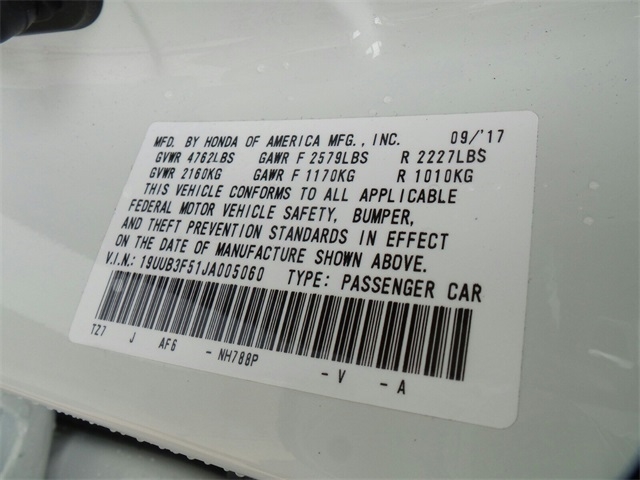 MFD. BY HONDA OF AMERICA MFG., INC. 09/'17
GVWR 4762LBS GAWR F 2579LBS R 2227LBS
GVWR 2160KG GAWR F 1170KG R 1010KG
THIS VEHICLE CONFORMS TO ALL APPLICABLE
FEDERAL MOTOR VEHICLE SAFETY, BUMPER,
AND THEFT PREVENTION STANDARDS IN EFFECT
ON THE DATE OF MANUFACTURE SHOWN ABOVE.
V.I.N.: 19UUB3F51JA005060 TYPE: PASSENGER CAR
TZ7 J AF6 - NH788P - V - A